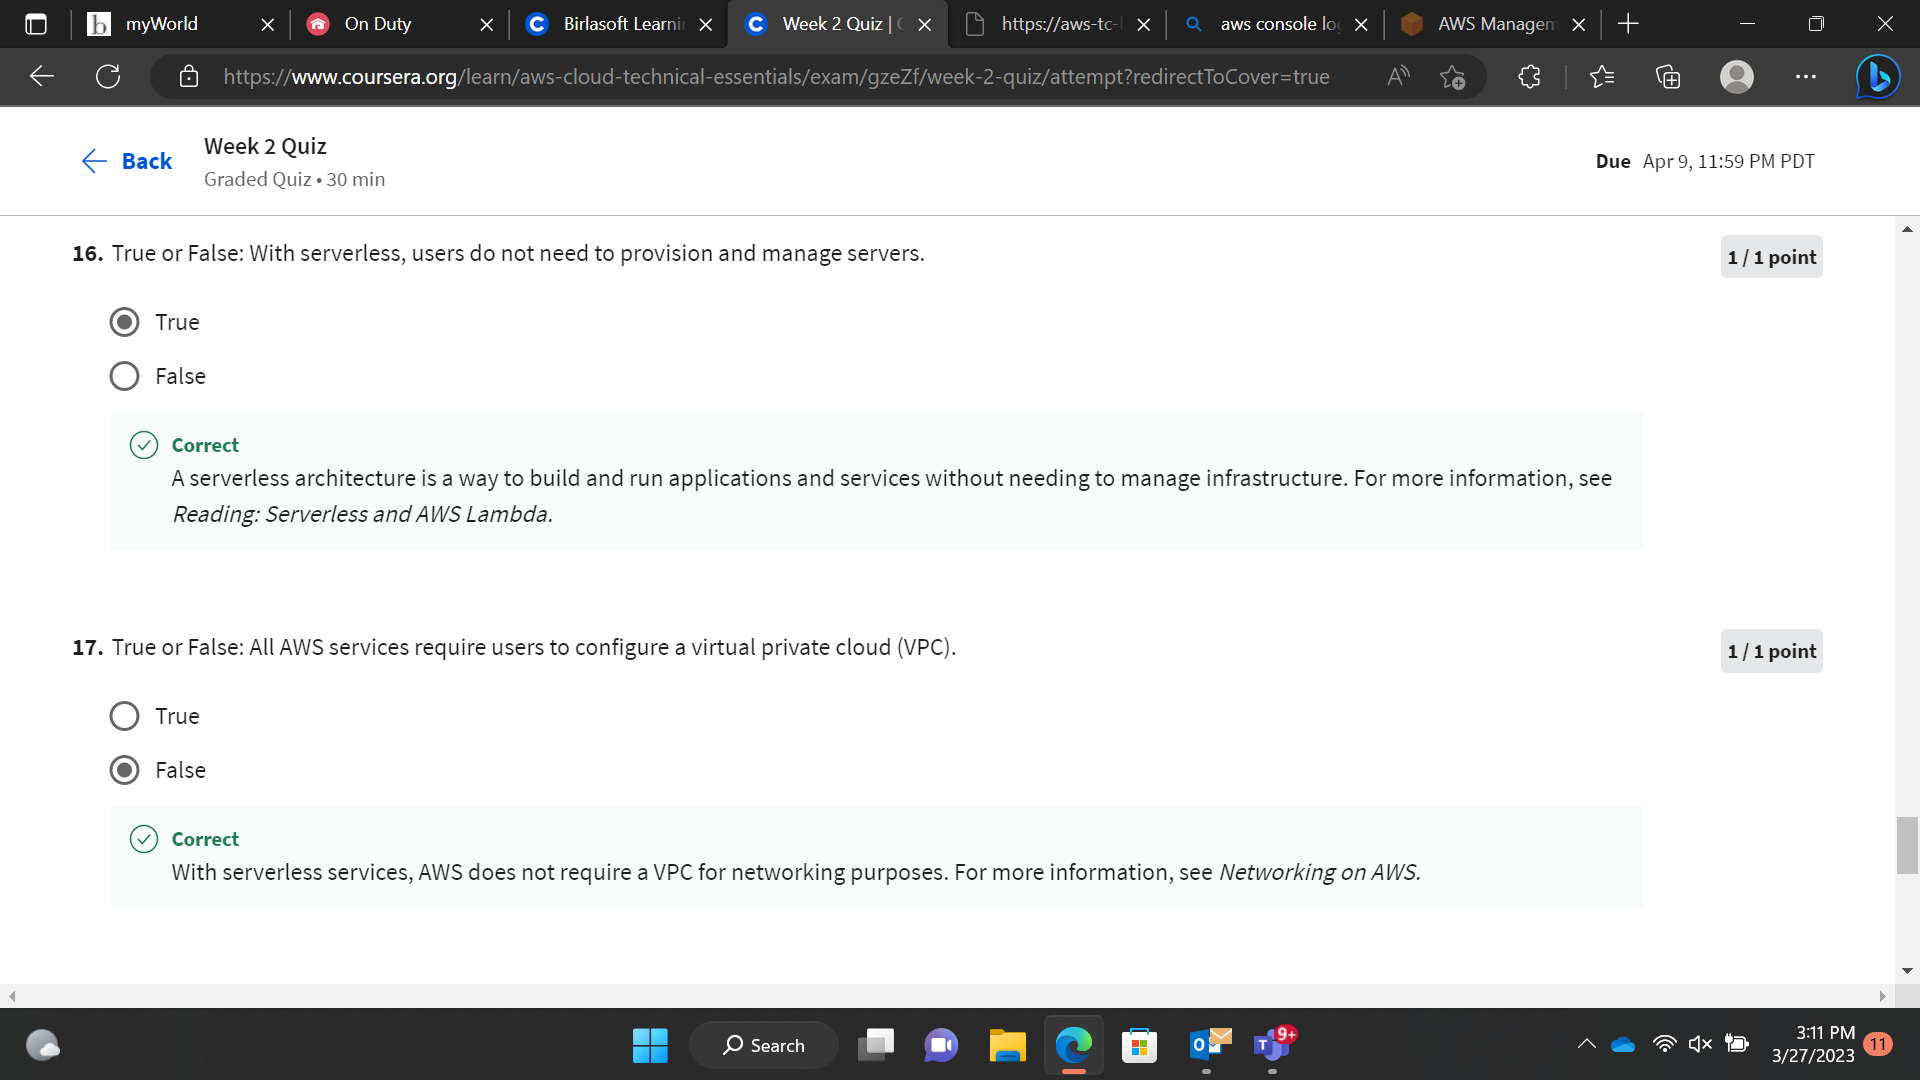 myWorld
On Duty
Birlasoft Learni
Week 2 Quiz |
https://aws-tc-
aws console lo
AWS Managem
https://www.coursera.org/learn/aws-cloud-technical-essentials/exam/gzeZf/week-2-quiz/attempt?redirectToCover=true
Back
Week 2 Quiz
Graded Quiz • 30 min
Due Apr 9, 11:59 PM PDT
16. True or False: With serverless, users do not need to provision and manage servers.
1 / 1 point
True
False
Correct
A serverless architecture is a way to build and run applications and services without needing to manage infrastructure. For more information, see
Reading: Serverless and AWS Lambda.
17. True or False: All AWS services require users to configure a virtual private cloud (VPC).
1 / 1 point
True
False
Correct
With serverless services, AWS does not require a VPC for networking purposes. For more information, see Networking on AWS.
Search
9+
3:11 PM
3/27/2023
11